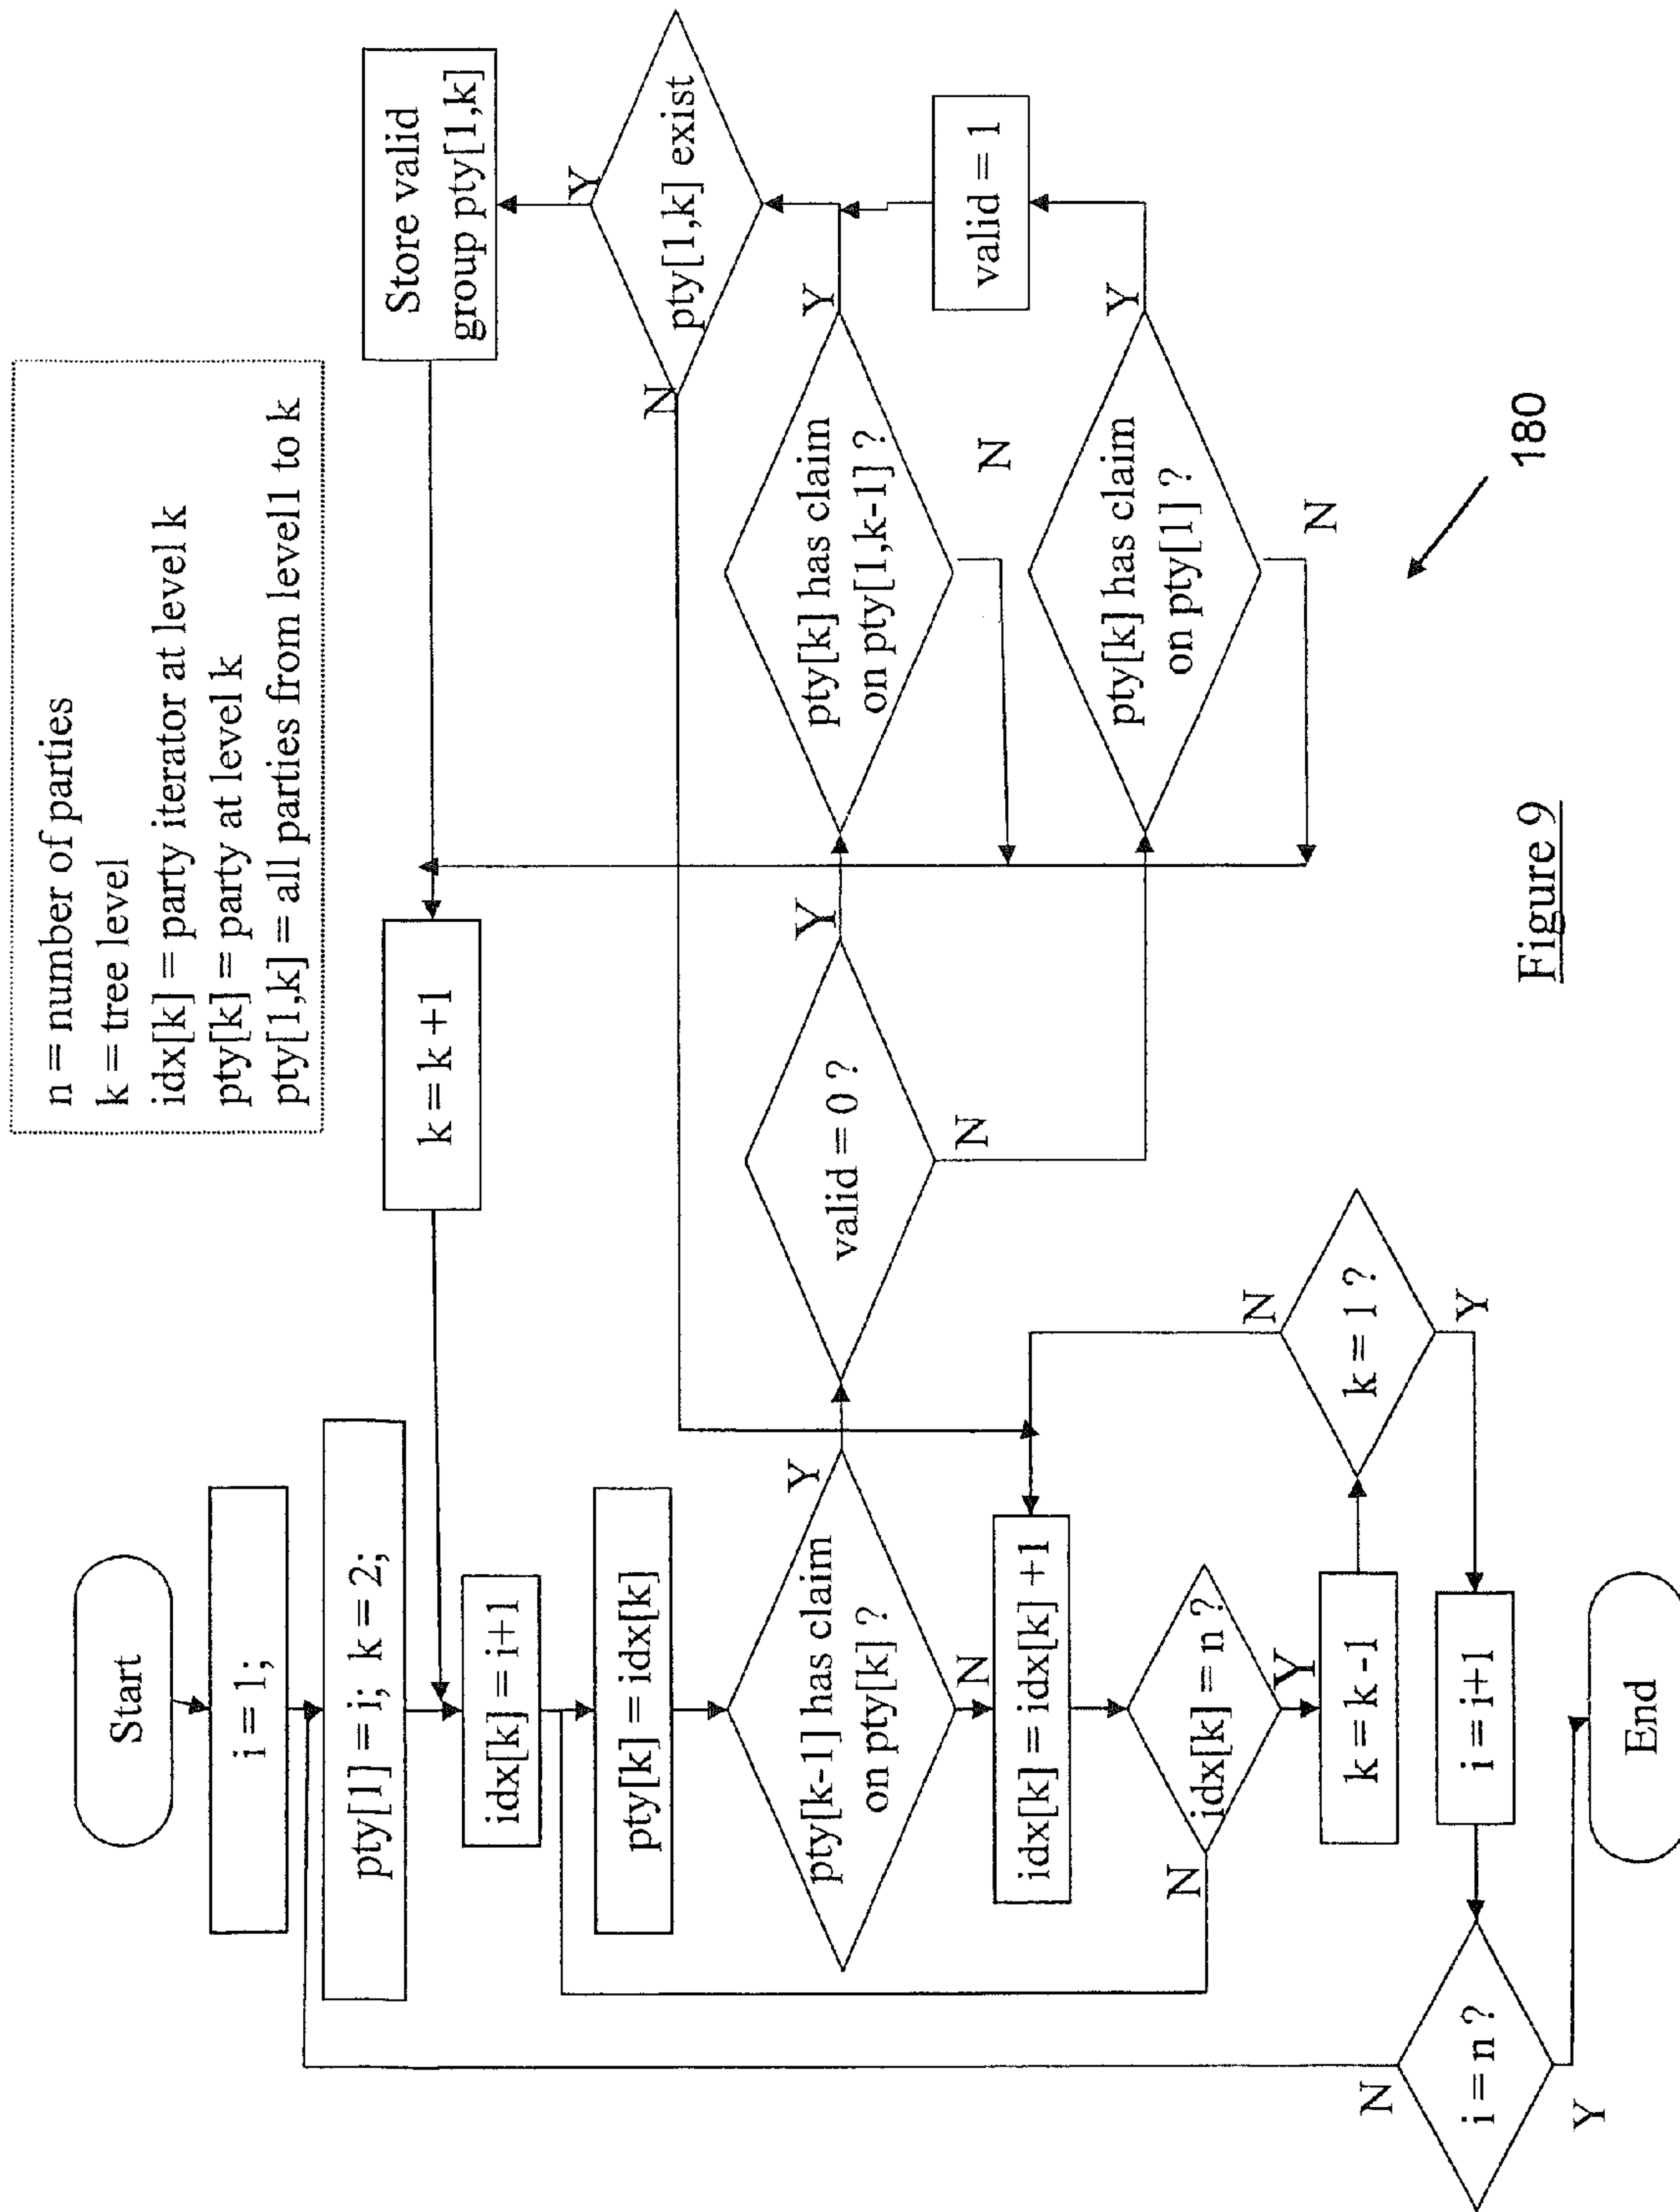 n = number of parties
k = tree level
idx[k] = party iterator at level k
pty[k] = party at level k
pty[1,k] = all parties from level1 to k
Start
i = 1;
pty[1] = i; k = 2;
idx[k] = i+1
pty[k] = idx[k]
pty[k-1] has claim
on pty[k] ?
Y
N
idx[k] = idx[k] +1
idx[k] = n ?
N
Y
k = k -1
k = 1 ?
N
Y
i = i+1
i = n ?
N
Y
End
k = k +1
valid = 0 ?
Y
N
pty[k] has claim
on pty[1,k-1] ?
Y
N
pty[k] has claim
on pty[1] ?
Y
N
valid = 1
pty[1,k] exist
Y
N
Store valid
group pty[1,k]
180
Figure 9